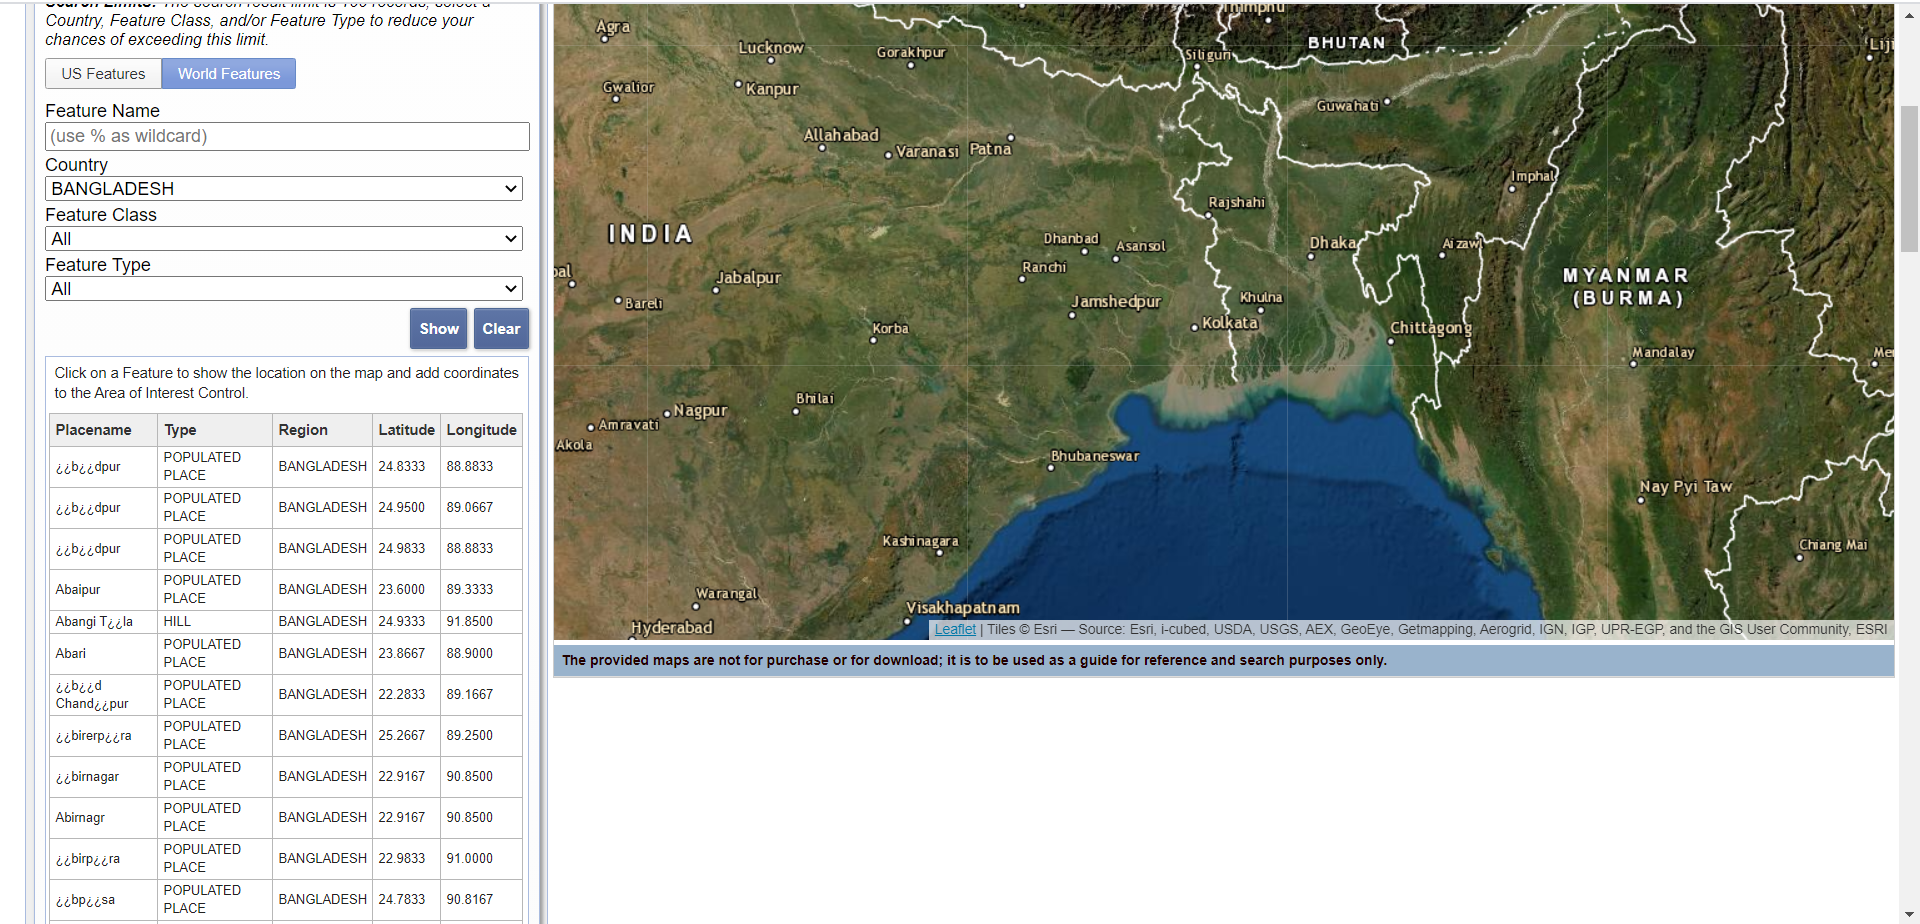 Search Limits: The search result limit is 100 records; select a
Country, Feature Class, and/or Feature Type to reduce your
chances of exceeding this limit.
US Features
World Features
Feature Name
(use % as wildcard)
Country
BANGLADESH
Feature Class
All
Feature Type
All
Show
Clear
Click on a Feature to show the location on the map and add coordinates
to the Area of Interest Control.
Placename Type Region Latitude Longitude
¿¿b¿¿dpur POPULATED PLACE BANGLADESH 24.8333 88.8833
¿¿b¿¿dpur POPULATED PLACE BANGLADESH 24.9500 89.0667
¿¿b¿¿dpur POPULATED PLACE BANGLADESH 24.9833 88.8833
Abaipur POPULATED PLACE BANGLADESH 23.6000 89.3333
Abangi T¿¿la HILL BANGLADESH 24.9333 91.8500
Abari POPULATED PLACE BANGLADESH 23.8667 88.9000
¿¿b¿¿d Chand¿¿pur POPULATED PLACE BANGLADESH 22.2833 89.1667
¿¿birerp¿¿ra POPULATED PLACE BANGLADESH 25.2667 89.2500
¿¿birnagar POPULATED PLACE BANGLADESH 22.9167 90.8500
Abirnagr POPULATED PLACE BANGLADESH 22.9167 90.8500
¿¿birp¿¿ra POPULATED PLACE BANGLADESH 22.9833 91.0000
¿¿bp¿¿sa POPULATED PLACE BANGLADESH 24.7833 90.8167
Thimphu
Agra
Lucknow
Gorakhpur
Siliguri
BHUTAN
Gwalior
Kanpur
Guwahati
Allahabad
Varanasi
Patna
Imphal
Rajshahi
INDIA
Dhanbad
Asansol
Dhaka
Aizawl
Ranchi
Jabalpur
MYANMAR
(BURMA)
Bareli
Jamshedpur
Khulna
Kolkata
Korba
Chittagong
Mandalay
Bhilai
Nagpur
Amravati
Akola
Bhubaneswar
Nay Pyi Taw
Kashinagara
Chiang Mai
Warangal
Visakhapatnam
Hyderabad
Leaflet | Tiles © Esri — Source: Esri, i-cubed, USDA, USGS, AEX, GeoEye, Getmapping, Aerogrid, IGN, IGP, UPR-EGP, and the GIS User Community, ESRI
The provided maps are not for purchase or for download; it is to be used as a guide for reference and search purposes only.